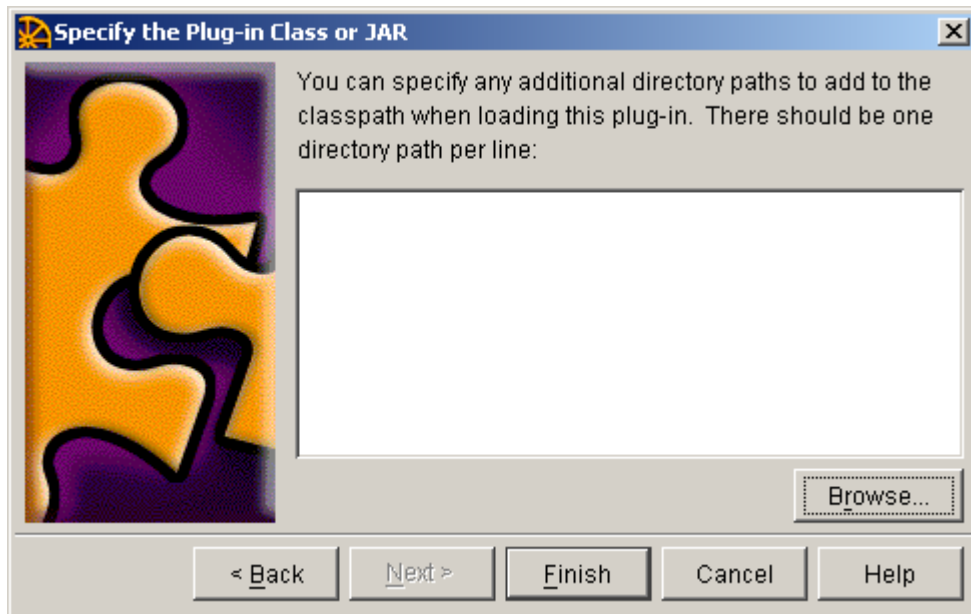 Specify the Plug-in Class or JAR
You can specify any additional directory paths to add to the
classpath when loading this plug-in.  There should be one
directory path per line:
Browse...
< Back
Next >
Finish
Cancel
Help